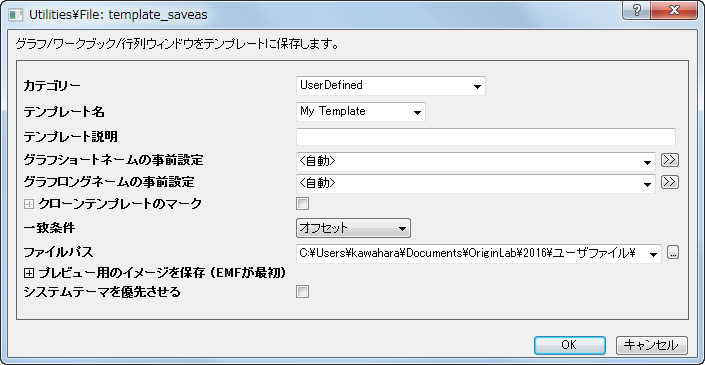 Utilities¥File: template_saveas
グラフ/ワークブック/行列ウィンドウをテンプレートに保存します。
カテゴリー UserDefined
テンプレート名 My Template
テンプレート説明
グラフショートネームの事前設定 <自動> >>
グラフロングネームの事前設定 <自動> >>
クローンテンプレートのマーク
一致条件 オフセット
ファイルパス C:¥Users¥kawahara¥Documents¥OriginLab¥2016¥ユーザファイル¥ ...
プレビュー用のイメージを保存 (EMFが最初)
システムテーマを優先させる
OK キャンセル